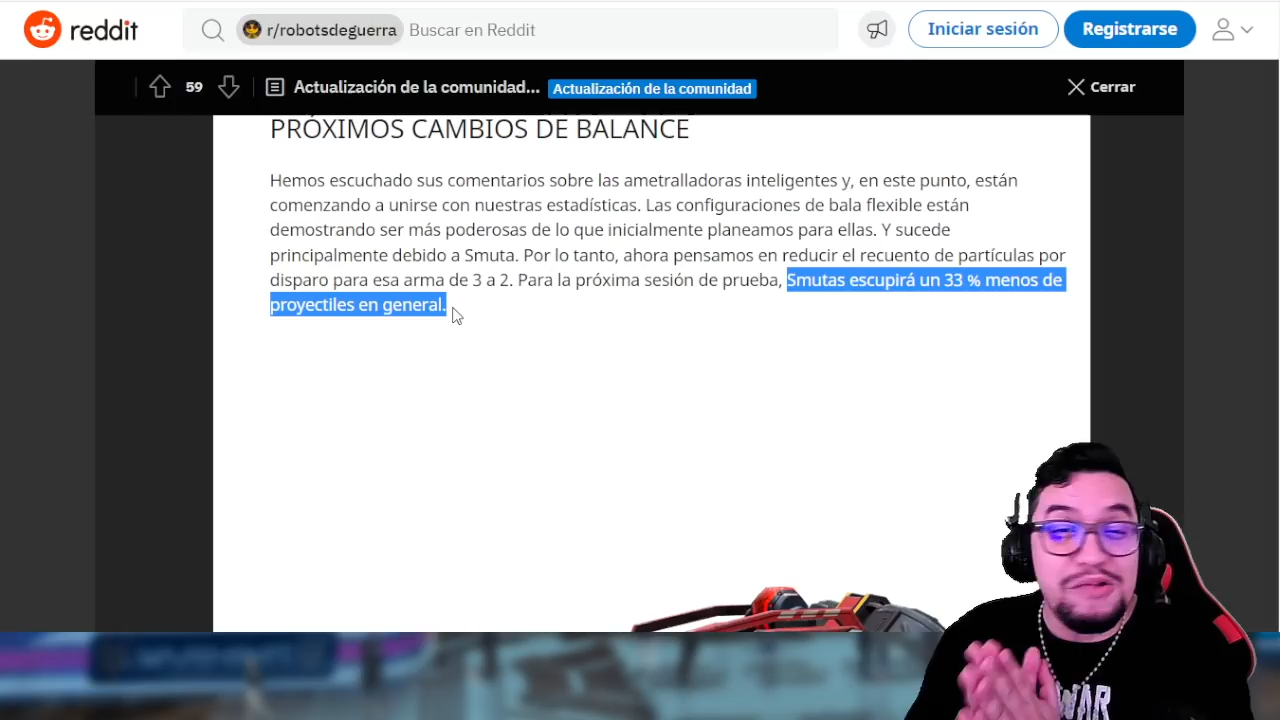 reddit
r/robotsdeguerra
Buscar en Reddit
Iniciar sesión
Registrarse
59
Actualización de la comunidad...
Actualización de la comunidad
Cerrar
PRÓXIMOS CAMBIOS DE BALANCE
Hemos escuchado sus comentarios sobre las ametralladoras inteligentes y, en este punto, están
comenzando a unirse con nuestras estadísticas. Las configuraciones de bala flexible están
demostrando ser más poderosas de lo que inicialmente planeamos para ellas. Y sucede
principalmente debido a Smuta. Por lo tanto, ahora pensamos en reducir el recuento de partículas por
disparo para esa arma de 3 a 2. Para la próxima sesión de prueba, Smutas escupirá un 33 % menos de
proyectiles en general.